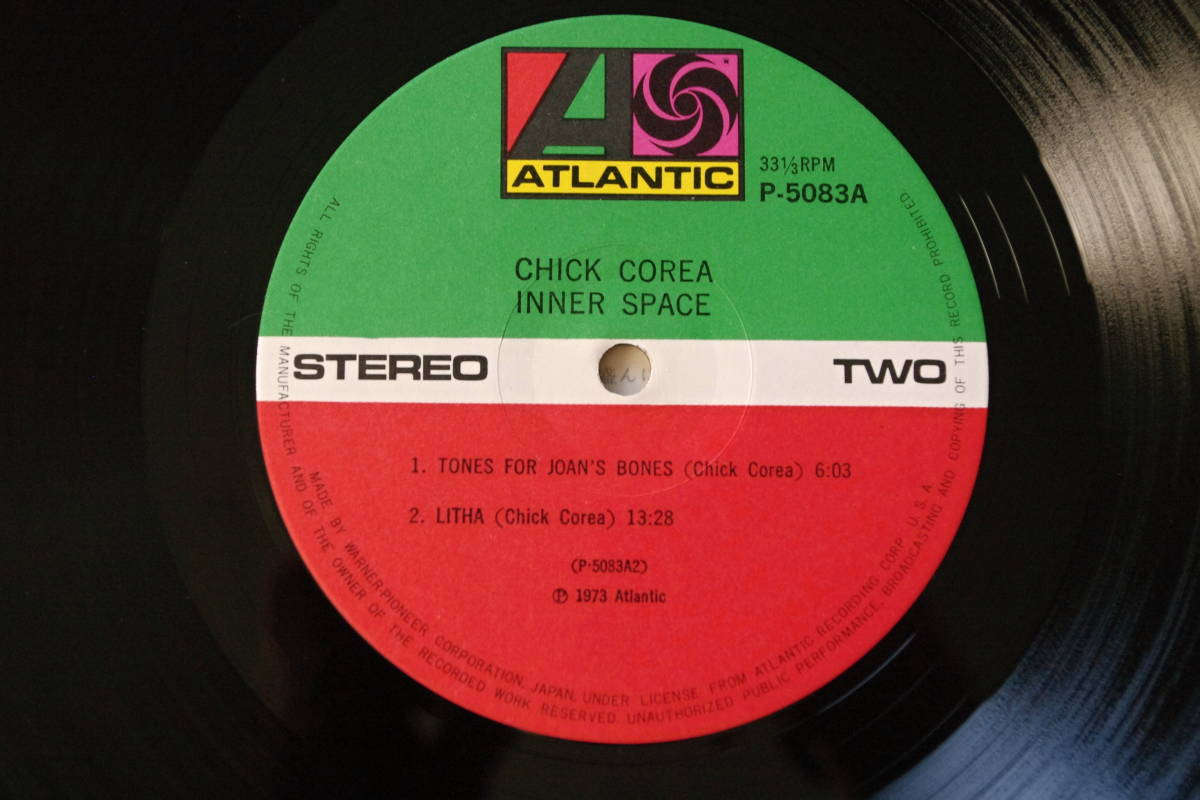 ATLANTIC
33⅓RPM
P-5083A
CHICK COREA
INNER SPACE
STEREO
TWO
1. TONES FOR JOAN'S BONES (Chick Corea) 6:03
2. LITHA (Chick Corea) 13:28
(P·5083A2)
Ⓟ 1973 Atlantic
MADE BY WARNER-PIONEER CORPORATION, JAPAN, UNDER LICENSE FROM ATLANTIC RECORDING CORP. U. S. A.
ALL RIGHTS OF THE MANUFACTURER AND OF THE OWNER OF THE RECORDED WORK RESERVED. UNAUTHORIZED PUBLIC PERFORMANCE, BROADCASTING AND COPYING OF THIS RECORD PROHIBITED